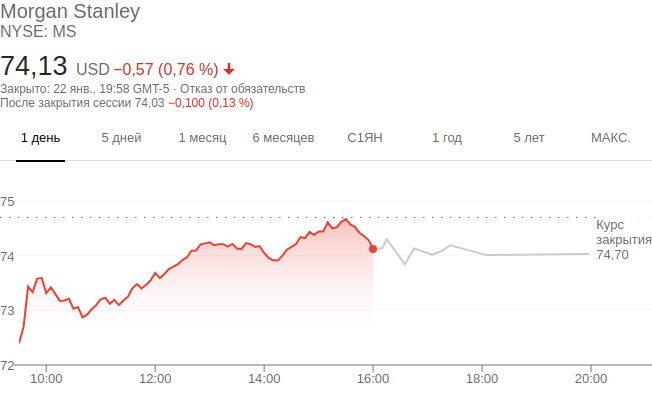 Morgan Stanley
NYSE: MS
74,13 USD −0,57 (0,76 %)
Закрыто: 22 янв., 19:58 GMT-5 · Отказ от обязательств
После закрытия сессии 74,03 −0,100 (0,13 %)
1 день 5 дней 1 месяц 6 месяцев С1ЯН 1 год 5 лет МАКС.
75
Курс
закрытия
74,70
74
73
72
10:00 12:00 14:00 16:00 18:00 20:00